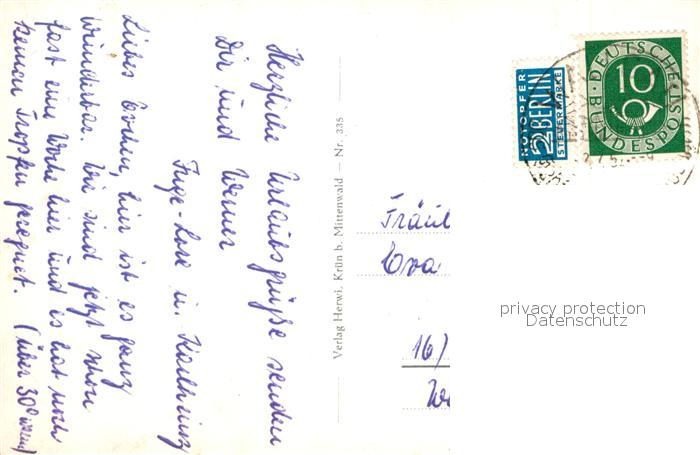 Liebes Evchen, hier ist es ganz
wunderbar. Wir sind jetzt schon
fast eine Woche hier und es hat noch
keinen Tropfen geregnet. (über 30° warm)
Herzliche Urlaubsgrüße senden
Dir und Werner
Inge-Lore u. Karlheinz
Verlag Herwi, Krün b. Mittenwald — Nr. 335
NOTOPFER
2 BERLIN
STEUERMARKE
DEUTSCHE
10
BUNDESPOST
Fräul
Eva
16)
privacy protection
Datenschutz